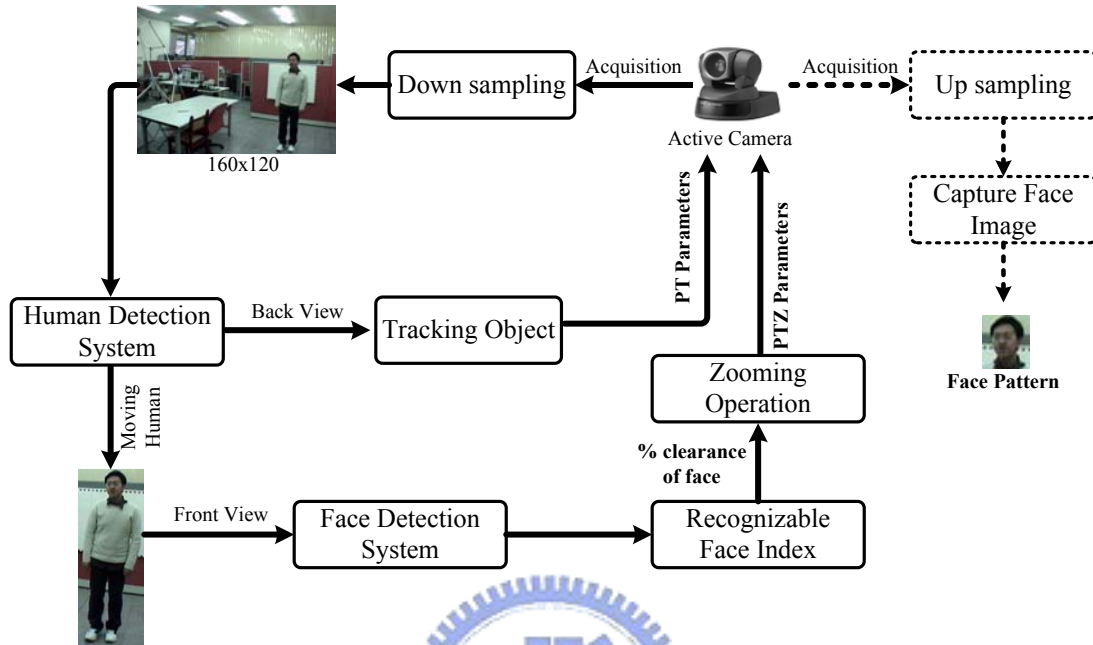 Acquisition
Down sampling
Acquisition
Up sampling
Active Camera
160x120
Capture Face
Image
PT Parameters
PTZ Parameters
Human Detection
System
Back View
Tracking Object
Face Pattern
Zooming
Operation
Moving
Human
% clearance
of face
Front View
Face Detection
System
Recognizable
Face Index